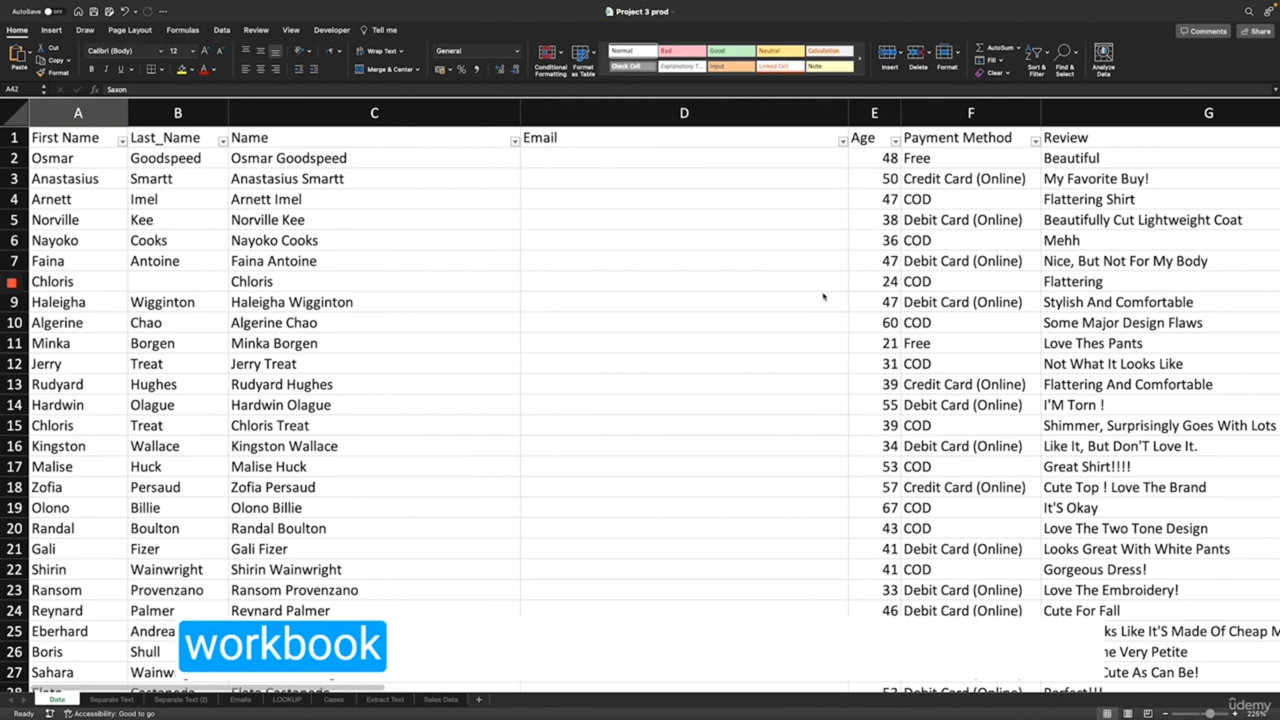 AutoSave OFF Project 3 prod
Home Insert Draw Page Layout Formulas Data Review View Developer Tell me Comments Share
Paste Cut Copy Format
Calibri (Body) 12
B
Wrap Text
Merge & Center
General
Conditional Formatting Format as Table
Normal Bad Good Neutral Calculation
Check Cell Explanatory T... Input Linked Cell Note
Insert Delete Format
AutoSum Fill Clear
Sort & Filter Find & Select Analyze Data
A42 fx Saxon
A B C D E F G
1 First Name Last_Name Name Email Age Payment Method Review
2 Osmar Goodspeed Osmar Goodspeed 48 Free Beautiful
3 Anastasius Smartt Anastasius Smartt 50 Credit Card (Online) My Favorite Buy!
4 Arnett Imel Arnett Imel 47 COD Flattering Shirt
5 Norville Kee Norville Kee 38 Debit Card (Online) Beautifully Cut Lightweight Coat
6 Nayoko Cooks Nayoko Cooks 36 COD Mehh
7 Faina Antoine Faina Antoine 47 Debit Card (Online) Nice, But Not For My Body
Chloris Chloris 24 COD Flattering
9 Haleigha Wigginton Haleigha Wigginton 47 Debit Card (Online) Stylish And Comfortable
10 Algerine Chao Algerine Chao 60 COD Some Major Design Flaws
11 Minka Borgen Minka Borgen 21 Free Love Thes Pants
12 Jerry Treat Jerry Treat 31 COD Not What It Looks Like
13 Rudyard Hughes Rudyard Hughes 39 Credit Card (Online) Flattering And Comfortable
14 Hardwin Olague Hardwin Olague 55 Debit Card (Online) I'M Torn !
15 Chloris Treat Chloris Treat 39 COD Shimmer, Surprisingly Goes With Lots
16 Kingston Wallace Kingston Wallace 34 Debit Card (Online) Like It, But DonʼT Love It.
17 Malise Huck Malise Huck 53 COD Great Shirt!!!!
18 Zofia Persaud Zofia Persaud 57 Credit Card (Online) Cute Top ! Love The Brand
19 Olono Billie Olono Billie 67 COD It'S Okay
20 Randal Boulton Randal Boulton 43 COD Love The Two Tone Design
21 Gali Fizer Gali Fizer 41 Debit Card (Online) Looks Great With White Pants
22 Shirin Wainwright Shirin Wainwright 41 COD Gorgeous Dress!
23 Ransom Provenzano Ransom Provenzano 33 Debit Card (Online) Love The Embroidery!
24 Reynard Palmer Reynard Palmer 46 Debit Card (Online) Cute For Fall
25 Eberhard Andrea ks Like It'S Made Of Cheap M
workbook
26 Boris Shull ne Very Petite
27 Sahara Wainw Cute As Can Be!
Data Separate Text Separate Text (2) Emails LOOKUP Cases Extract Text Sales Data +
Ready Accessibility: Good to go 225%
udemy